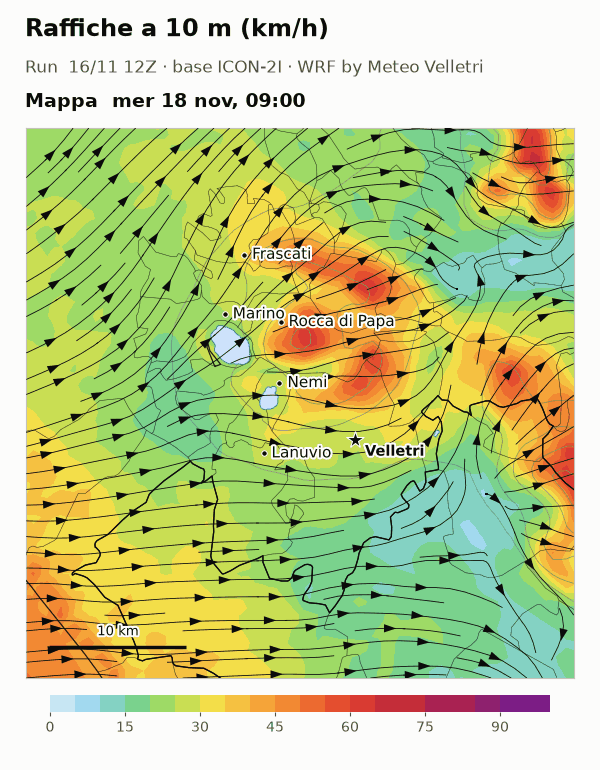 Raffiche a 10 m (km/h)
Run  16/11 12Z · base ICON-2I · WRF by Meteo Velletri
Mappa  mer 18 nov, 09:00
Frascati
Marino
Rocca di Papa
Nemi
Velletri
Lanuvio
10 km
0 15 30 45 60 75 90